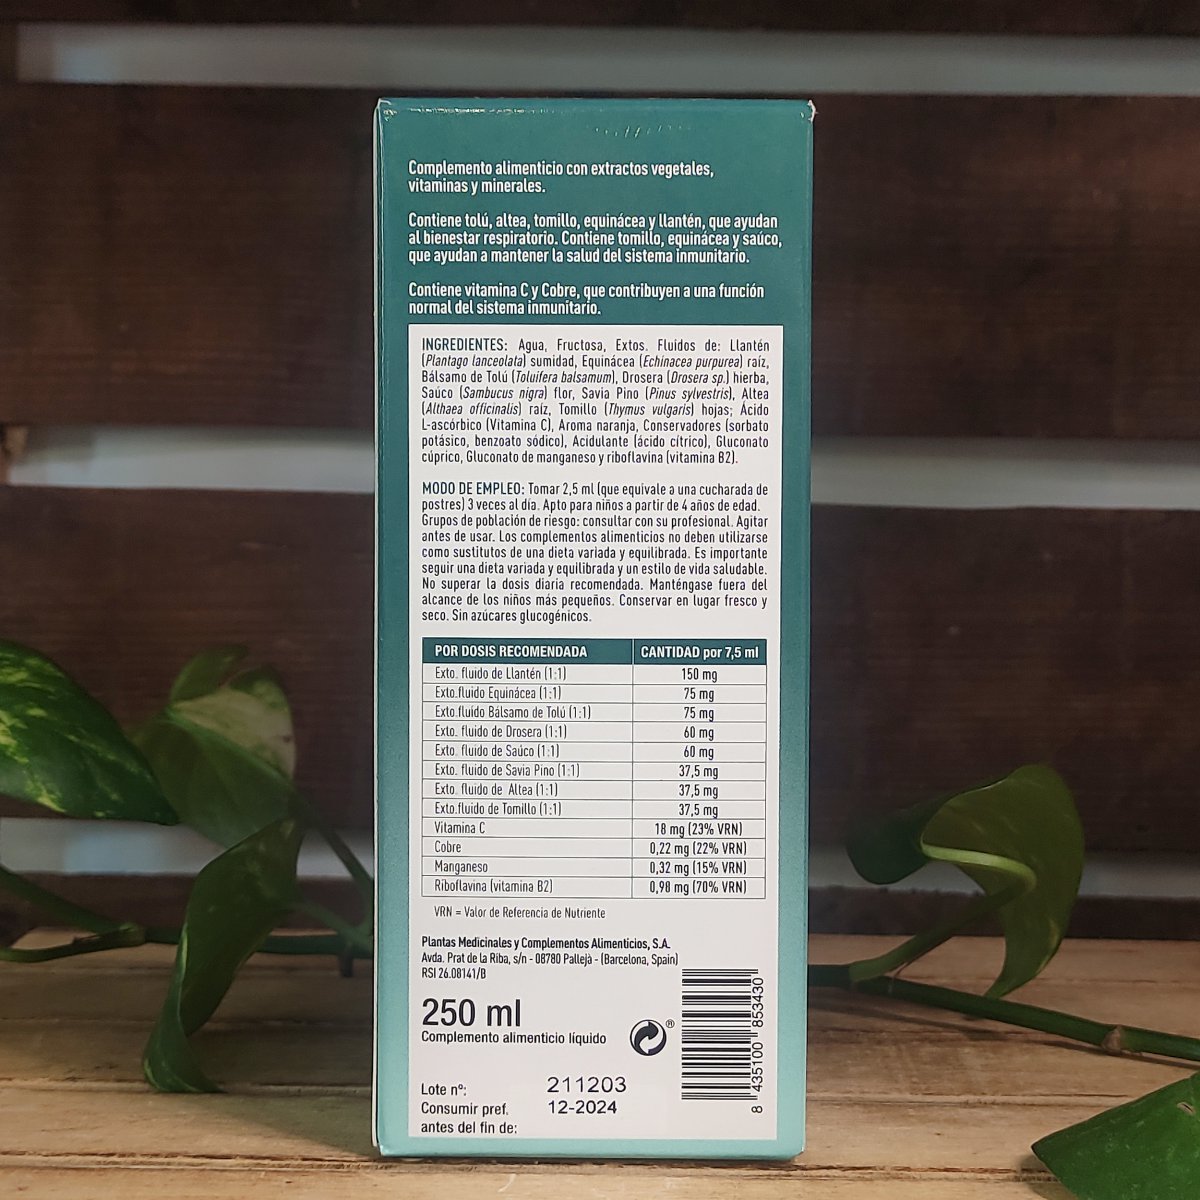 Complemento alimenticio con extractos vegetales,
vitaminas y minerales.
Contiene tolú, altea, tomillo, equinácea y llantén, que ayudan
al bienestar respiratorio. Contiene tomillo, equinácea y saúco,
que ayudan a mantener la salud del sistema inmunitario.
Contiene vitamina C y Cobre, que contribuyen a una función
normal del sistema inmunitario.
INGREDIENTES: Agua, Fructosa, Extos. Fluidos de: Llantén
(Plantago lanceolata) sumidad, Equinácea (Echinacea purpurea) raíz,
Bálsamo de Tolú (Toluifera balsamum), Drosera (Drosera sp.) hierba,
Saúco (Sambucus nigra) flor, Savia Pino (Pinus sylvestris), Altea
(Althaea officinalis) raíz, Tomillo (Thymus vulgaris) hojas; Ácido
L-ascórbico (Vitamina C), Aroma naranja, Conservadores (sorbato
potásico, benzoato sódico), Acidulante (ácido cítrico), Gluconato
cúprico, Gluconato de manganeso y riboflavina (vitamina B2).
MODO DE EMPLEO: Tomar 2,5 ml (que equivale a una cucharada de
postres) 3 veces al día. Apto para niños a partir de 4 años de edad.
Grupos de población de riesgo: consultar con su profesional. Agitar
antes de usar. Los complementos alimenticios no deben utilizarse
como sustitutos de una dieta variada y equilibrada. Es importante
seguir una dieta variada y equilibrada y un estilo de vida saludable.
No superar la dosis diaria recomendada. Manténgase fuera del
alcance de los niños más pequeños. Conservar en lugar fresco y
seco. Sin azúcares glucogénicos.
POR DOSIS RECOMENDADA CANTIDAD por 7,5 ml
Exto. fluido de Llantén (1:1) 150 mg
Exto.fluido Equinácea (1:1) 75 mg
Exto.fluido Bálsamo de Tolú (1:1) 75 mg
Exto. fluido de Drosera (1:1) 60 mg
Exto. fluido de Saúco (1:1) 60 mg
Exto. fluido de Savia Pino (1:1) 37,5 mg
Exto. fluido de Altea (1:1) 37,5 mg
Exto.fluido de Tomillo (1:1) 37,5 mg
Vitamina C 18 mg (23% VRN)
Cobre 0,22 mg (22% VRN)
Manganeso 0,32 mg (15% VRN)
Riboflavina (vitamina B2) 0,98 mg (70% VRN)
VRN = Valor de Referencia de Nutriente
Plantas Medicinales y Complementos Alimenticios, S.A.
Avda. Prat de la Riba, s/n - 08780 Pallejà - (Barcelona, Spain)
RSI 26.08141/B
250 ml
Complemento alimenticio líquido
®
8 435100 853430
Lote nº: 211203
Consumir pref. 12-2024
antes del fin de: